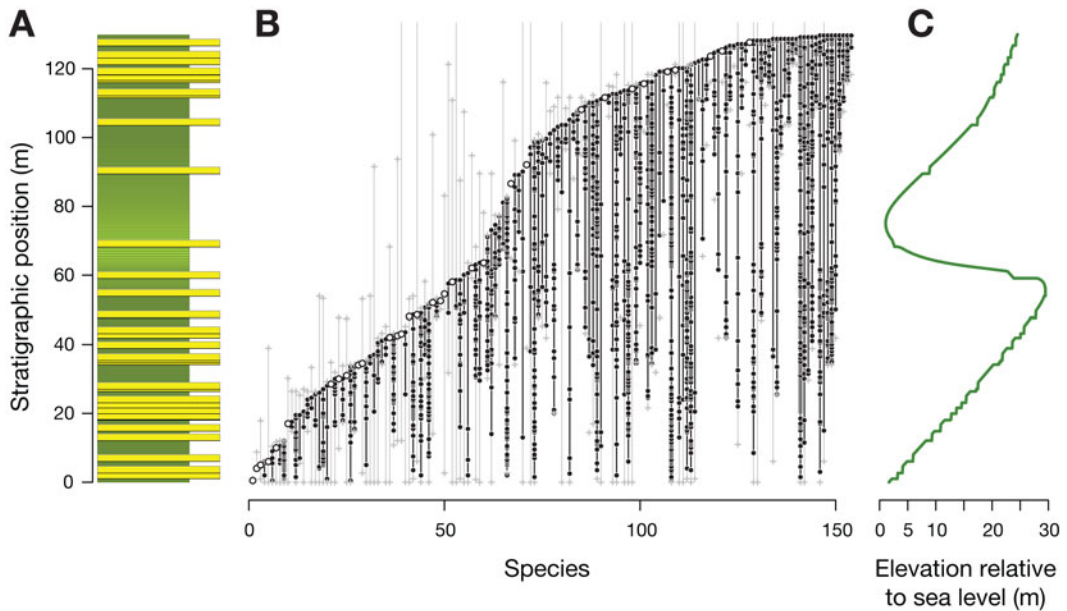 A
B
C
Stratigraphic position (m)
120
100
80
60
40
20
0
0
50
100
150
Species
0
5
10
20
30
Elevation relative
to sea level (m)